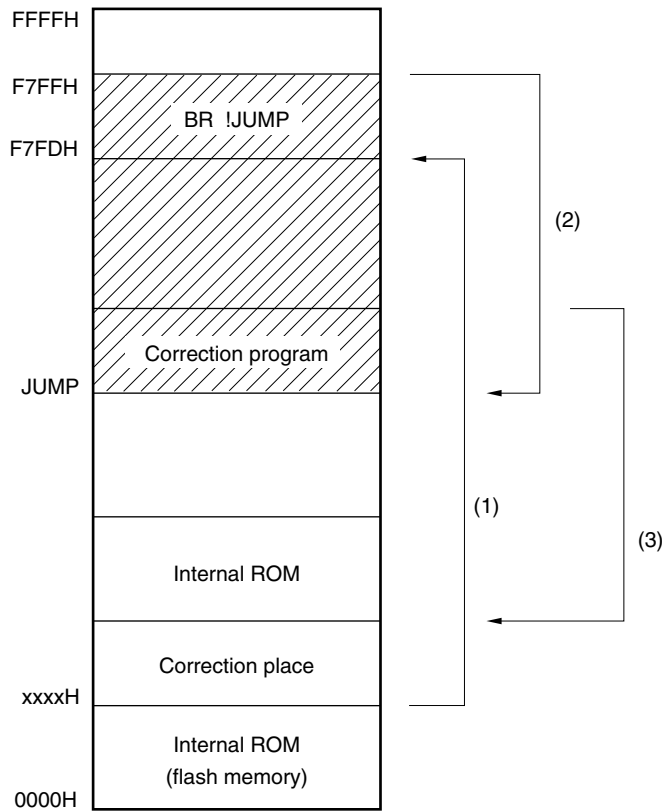 FFFFH
F7FFH
BR !JUMP
F7FDH
(2)
Correction program
JUMP
(1)
(3)
Internal ROM
Correction place
xxxxH
Internal ROM
(flash memory)
0000H